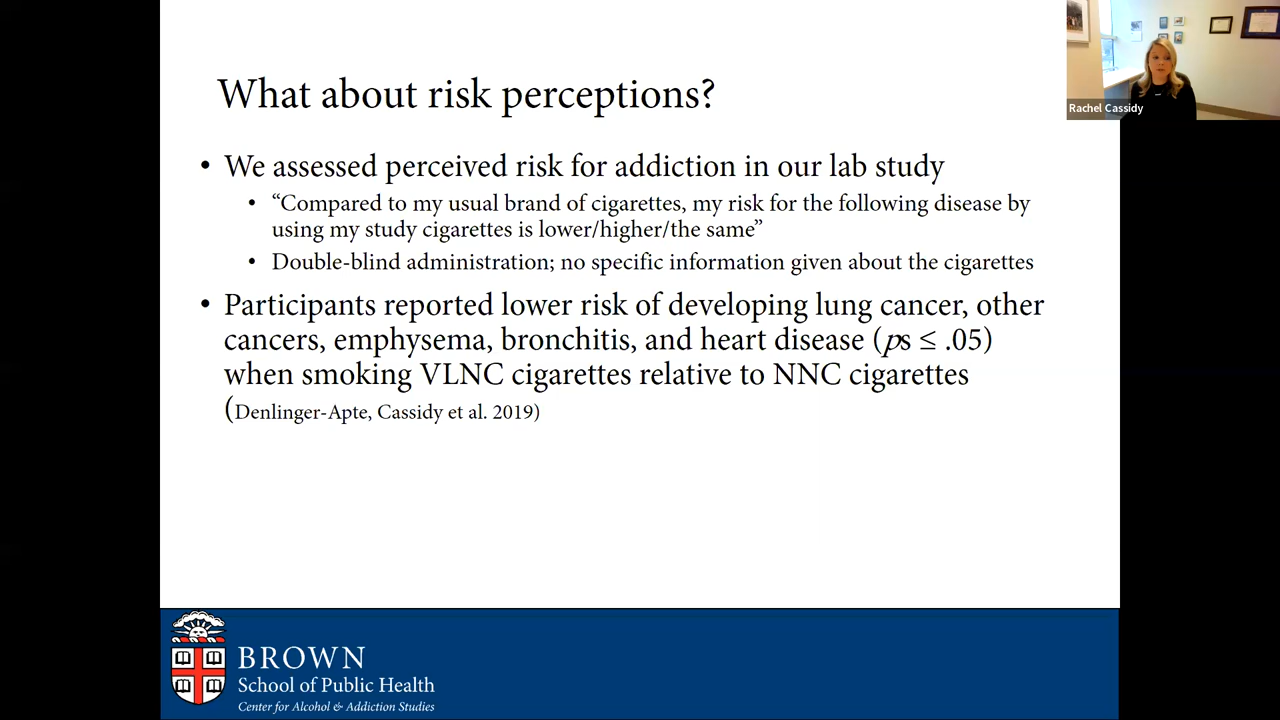 What about risk perceptions?
• We assessed perceived risk for addiction in our lab study
• “Compared to my usual brand of cigarettes, my risk for the following disease by
using my study cigarettes is lower/higher/the same”
• Double-blind administration; no specific information given about the cigarettes
• Participants reported lower risk of developing lung cancer, other
cancers, emphysema, bronchitis, and heart disease (ps ≤ .05)
when smoking VLNC cigarettes relative to NNC cigarettes
(Denlinger-Apte, Cassidy et al. 2019)
Rachel Cassidy
BROWN
School of Public Health
Center for Alcohol & Addiction Studies